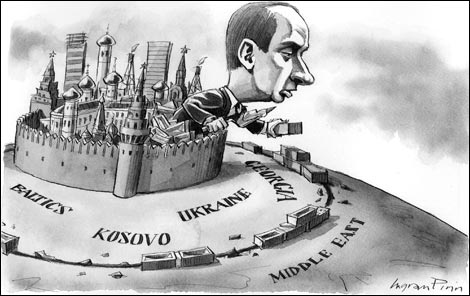 BALTICS
KOSOVO
UKRAINE
GEORGIA
MIDDLE EAST
Ingram Pinn